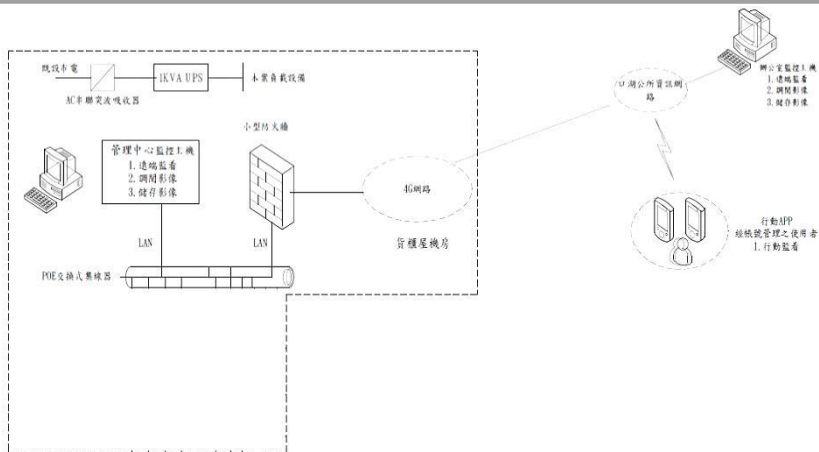 既設市電
1KVA UPS
本案負載設備
AC串聯突波吸收器
管理中心監控主機
1.遠端監看
2.調閱影像
3.儲存影像
小型防火牆
LAN
LAN
POE交換式集線器
4G網路
貨櫃屋機房
口湖公所資訊網
路
辦公室監控主機
1.遠端監看
2.調閱影像
3.儲存影像
行動APP
經帳號管理之使用者
1.行動監看